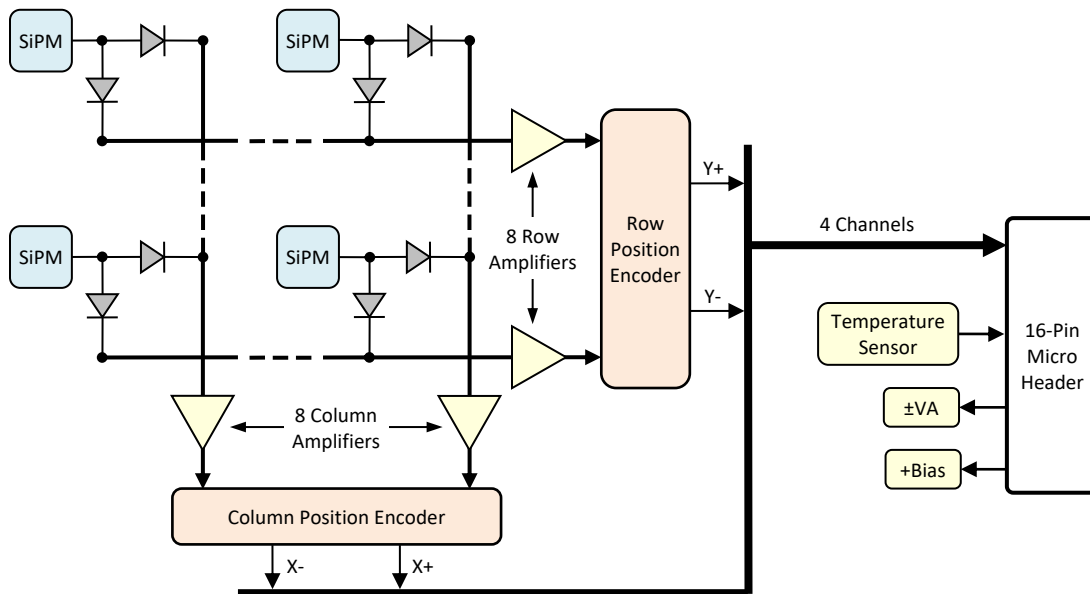 SiPM
SiPM
Y+
8 Row
Amplifiers
Row
Position
Encoder
4 Channels
SiPM
SiPM
Y-
Temperature
Sensor
16-Pin
Micro
Header
8 Column
Amplifiers
±VA
+Bias
Column Position Encoder
X-
X+